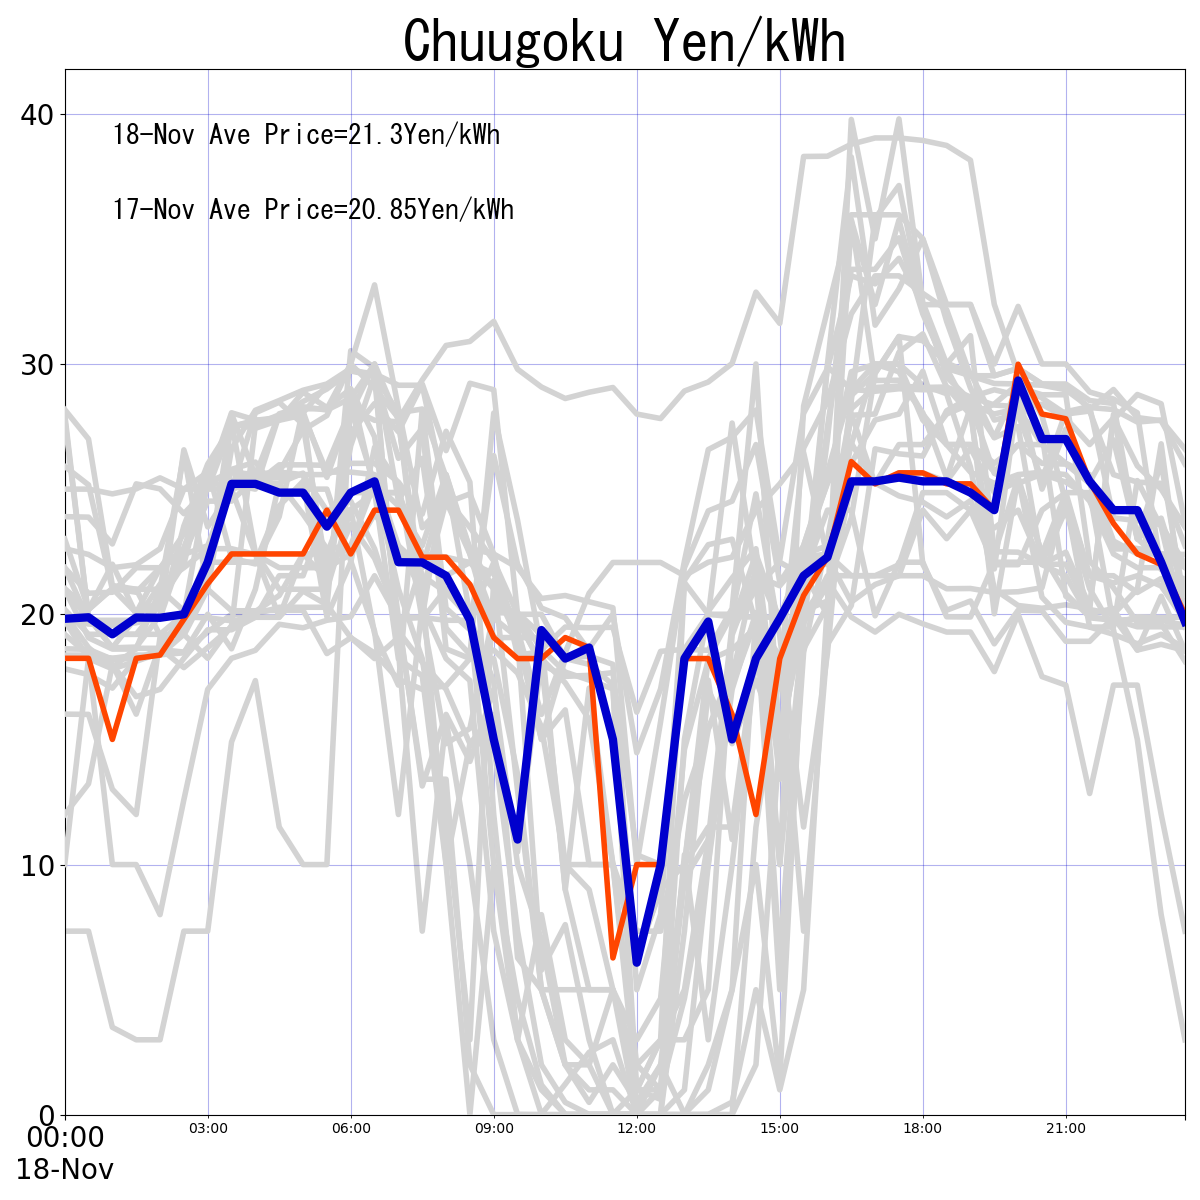 Chuugoku Yen/kWh
40
18-Nov Ave Price=21.3Yen/kWh
17-Nov Ave Price=20.85Yen/kWh
30
20
10
0
00:00 03:00 06:00 09:00 12:00 15:00 18:00 21:00
18-Nov